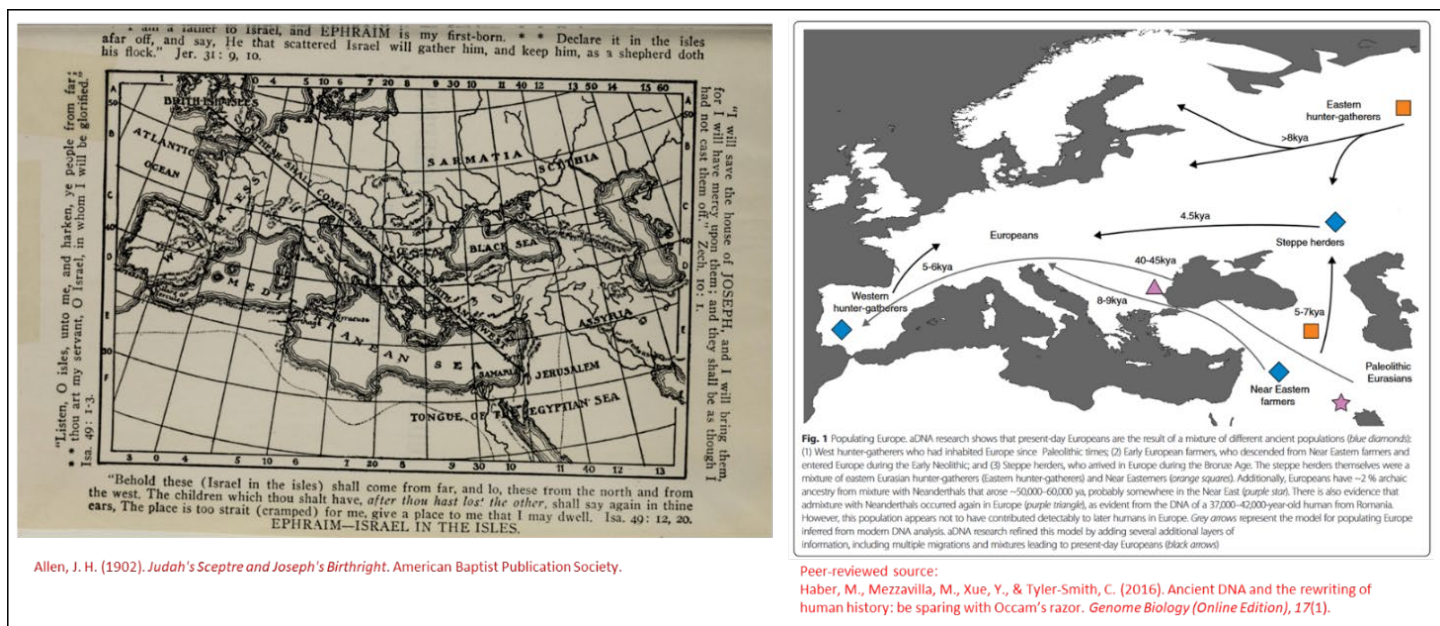 I am a father to Israel, and EPHRAIM is my first-born. * * Declare it in the isles
afar off, and say, He that scattered Israel will gather him, and keep him, as a shepherd doth
his flock." Jer. 31: 9, 10.
"Listen, O isles, unto me, and harken, ye people from far;
* * thou art my servant, O Israel, in whom I will be glorified."
Isa. 49: 1-3.
BRITISH ISLES
ATLANTIC
OCEAN
SARMATIA
SCYTHIA
BLACK SEA
ASSYRIA
MEDI
RANEAN SEA
SAMARIA
JERUSALEM
TONGUE OF THE EGYPTIAN SEA
"I will save the house of JOSEPH, and I will bring them,
for I will have mercy upon them; and they shall be as though I
had not cast them off." Zech. 10: 1.
"Behold these (Israel in the isles) shall come from far, and lo, these from the north and from
the west. The children which thou shalt have, after thou hast lost the other, shall say again in thine
ears, The place is too strait (cramped) for me, give a place to me that I may dwell. Isa. 49: 12, 20.
EPHRAIM—ISRAEL IN THE ISLES.
Allen, J. H. (1902). Judah's Sceptre and Joseph's Birthright. American Baptist Publication Society.
Eastern
hunter-gatherers
>8kya
4.5kya
Steppe herders
Europeans
40-45kya
5-6kya
Western
hunter-gatherers
8-9kya
5-7kya
Paleolithic
Eurasians
Near Eastern
farmers
Fig. 1 Populating Europe. aDNA research shows that present-day Europeans are the result of a mixture of different ancient populations (blue diamonds):
(1) West hunter-gatherers who had inhabited Europe since Paleolithic times; (2) Early European farmers, who descended from Near Eastern farmers and
entered Europe during the Early Neolithic; and (3) Steppe herders, who arrived in Europe during the Bronze Age. The steppe herders themselves were a
mixture of eastern Eurasian hunter-gatherers (Eastern hunter-gatherers) and Near Easterners (orange squares). Additionally, Europeans have ~2 % archaic
ancestry from mixture with Neanderthals that arose ~50,000–60,000 ya, probably somewhere in the Near East (purple star). There is also evidence that
admixture with Neanderthals occurred again in Europe (purple triangle), as evident from the DNA of a 37,000–42,000-year-old human from Romania.
However, this population appears not to have contributed detectably to later humans in Europe. Grey arrows represent the model for populating Europe
inferred from modern DNA analysis. aDNA research refined this model by adding several additional layers of
information, including multiple migrations and mixtures leading to present-day Europeans (black arrows)
Peer-reviewed source:
Haber, M., Mezzavilla, M., Xue, Y., & Tyler-Smith, C. (2016). Ancient DNA and the rewriting of
human history: be sparing with Occam's razor. Genome Biology (Online Edition), 17(1).